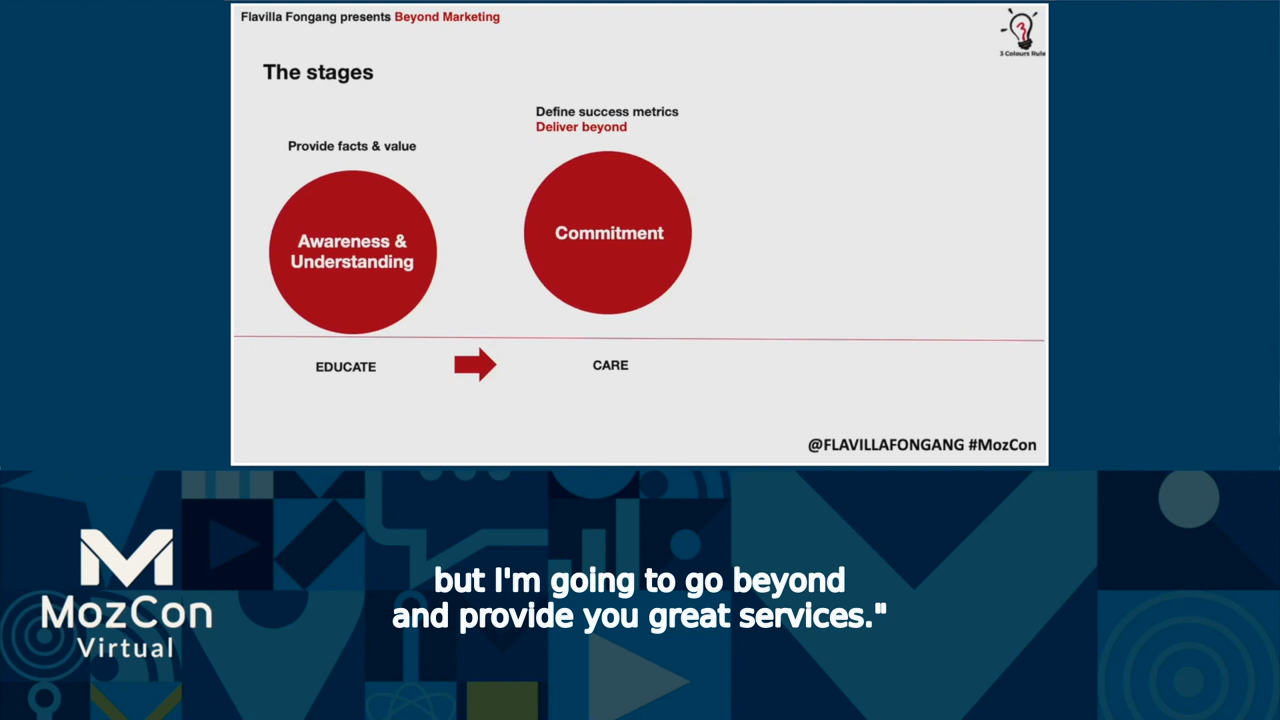 Flavilla Fongang presents Beyond Marketing
3 Colours Rule
The stages
Provide facts & value
Define success metrics
Deliver beyond
Awareness &
Understanding
Commitment
EDUCATE
CARE
@FLAVILLAFONGANG #MozCon
MozCon
Virtual
but I'm going to go beyond
and provide you great services."